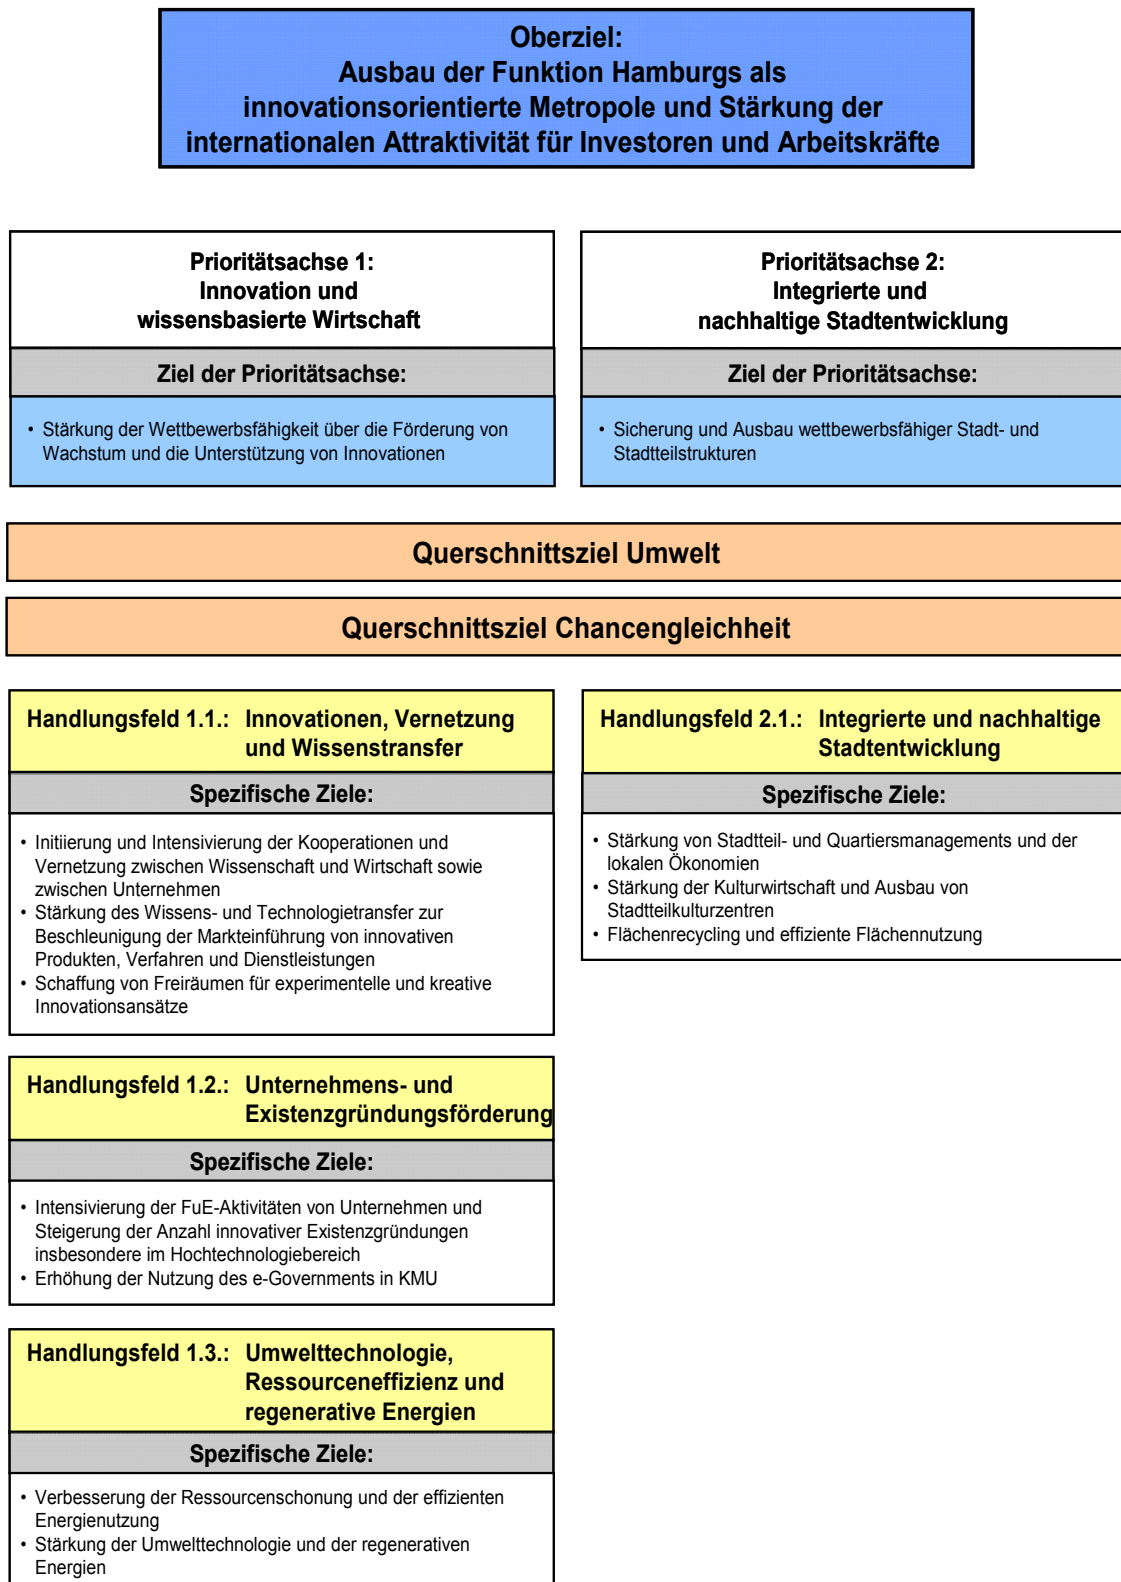 Oberziel:
Ausbau der Funktion Hamburgs als
innovationsorientierte Metropole und Stärkung der
internationalen Attraktivität für Investoren und Arbeitskräfte
Prioritätsachse 1:
Innovation und
wissensbasierte Wirtschaft
Ziel der Prioritätsachse:
• Stärkung der Wettbewerbsfähigkeit über die Förderung von
Wachstum und die Unterstützung von Innovationen
Prioritätsachse 2:
Integrierte und
nachhaltige Stadtentwicklung
Ziel der Prioritätsachse:
• Sicherung und Ausbau wettbewerbsfähiger Stadt- und
Stadtteilstrukturen
Querschnittsziel Umwelt
Querschnittsziel Chancengleichheit
Handlungsfeld 1.1.: Innovationen, Vernetzung
und Wissenstransfer
Spezifische Ziele:
• Initiierung und Intensivierung der Kooperationen und
Vernetzung zwischen Wissenschaft und Wirtschaft sowie
zwischen Unternehmen
• Stärkung des Wissens- und Technologietransfer zur
Beschleunigung der Markteinführung von innovativen
Produkten, Verfahren und Dienstleistungen
• Schaffung von Freiräumen für experimentelle und kreative
Innovationsansätze
Handlungsfeld 2.1.: Integrierte und nachhaltige
Stadtentwicklung
Spezifische Ziele:
• Stärkung von Stadtteil- und Quartiersmanagements und der
lokalen Ökonomien
• Stärkung der Kulturwirtschaft und Ausbau von
Stadtteilkulturzentren
• Flächenrecycling und effiziente Flächennutzung
Handlungsfeld 1.2.: Unternehmens- und
Existenzgründungsförderung
Spezifische Ziele:
• Intensivierung der FuE-Aktivitäten von Unternehmen und
Steigerung der Anzahl innovativer Existenzgründungen
insbesondere im Hochtechnologiebereich
• Erhöhung der Nutzung des e-Governments in KMU
Handlungsfeld 1.3.: Umwelttechnologie,
Ressourceneffizienz und
regenerative Energien
Spezifische Ziele:
• Verbesserung der Ressourcenschonung und der effizienten
Energienutzung
• Stärkung der Umwelttechnologie und der regenerativen
Energien